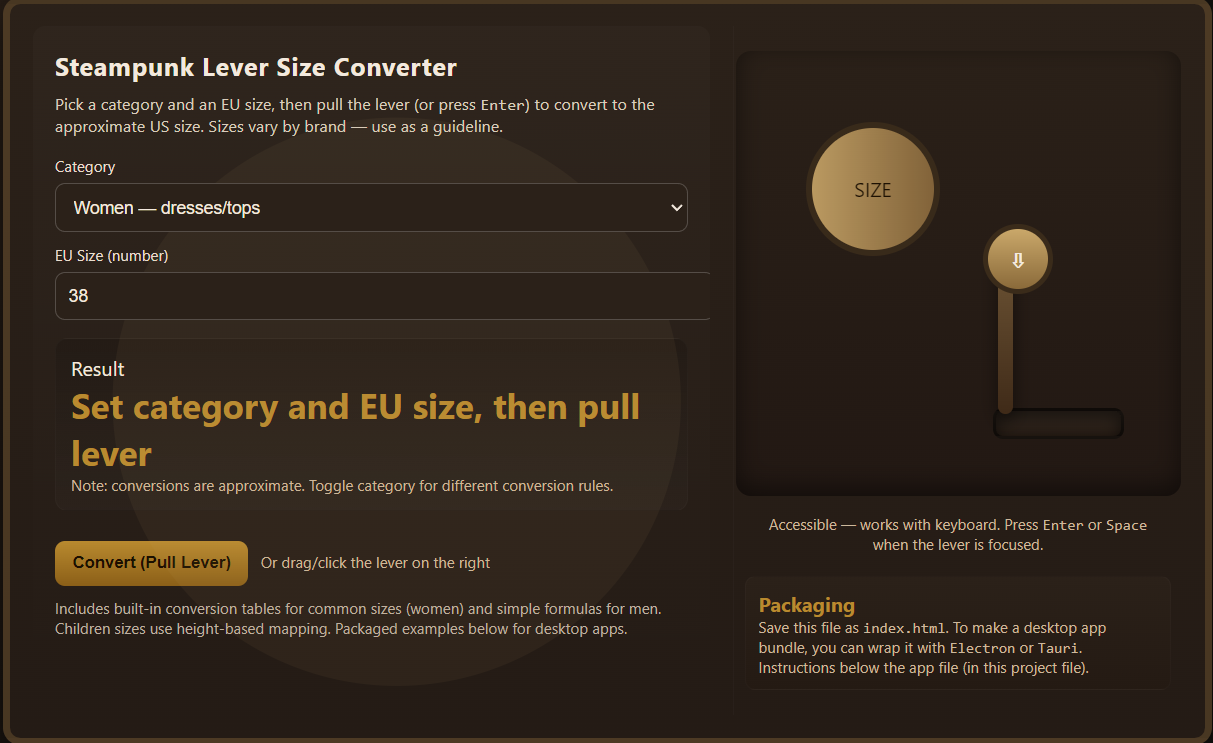 Steampunk Lever Size Converter
Pick a category and an EU size, then pull the lever (or press Enter) to convert to the
approximate US size. Sizes vary by brand — use as a guideline.
Category
Women — dresses/tops
EU Size (number)
38
Result
Set category and EU size, then pull
lever
Note: conversions are approximate. Toggle category for different conversion rules.
Convert (Pull Lever)
Or drag/click the lever on the right
Includes built-in conversion tables for common sizes (women) and simple formulas for men.
Children sizes use height-based mapping. Packaged examples below for desktop apps.
SIZE
⇩
Accessible — works with keyboard. Press Enter or Space
when the lever is focused.
Packaging
Save this file as index.html. To make a desktop app
bundle, you can wrap it with Electron or Tauri.
Instructions below the app file (in this project file).